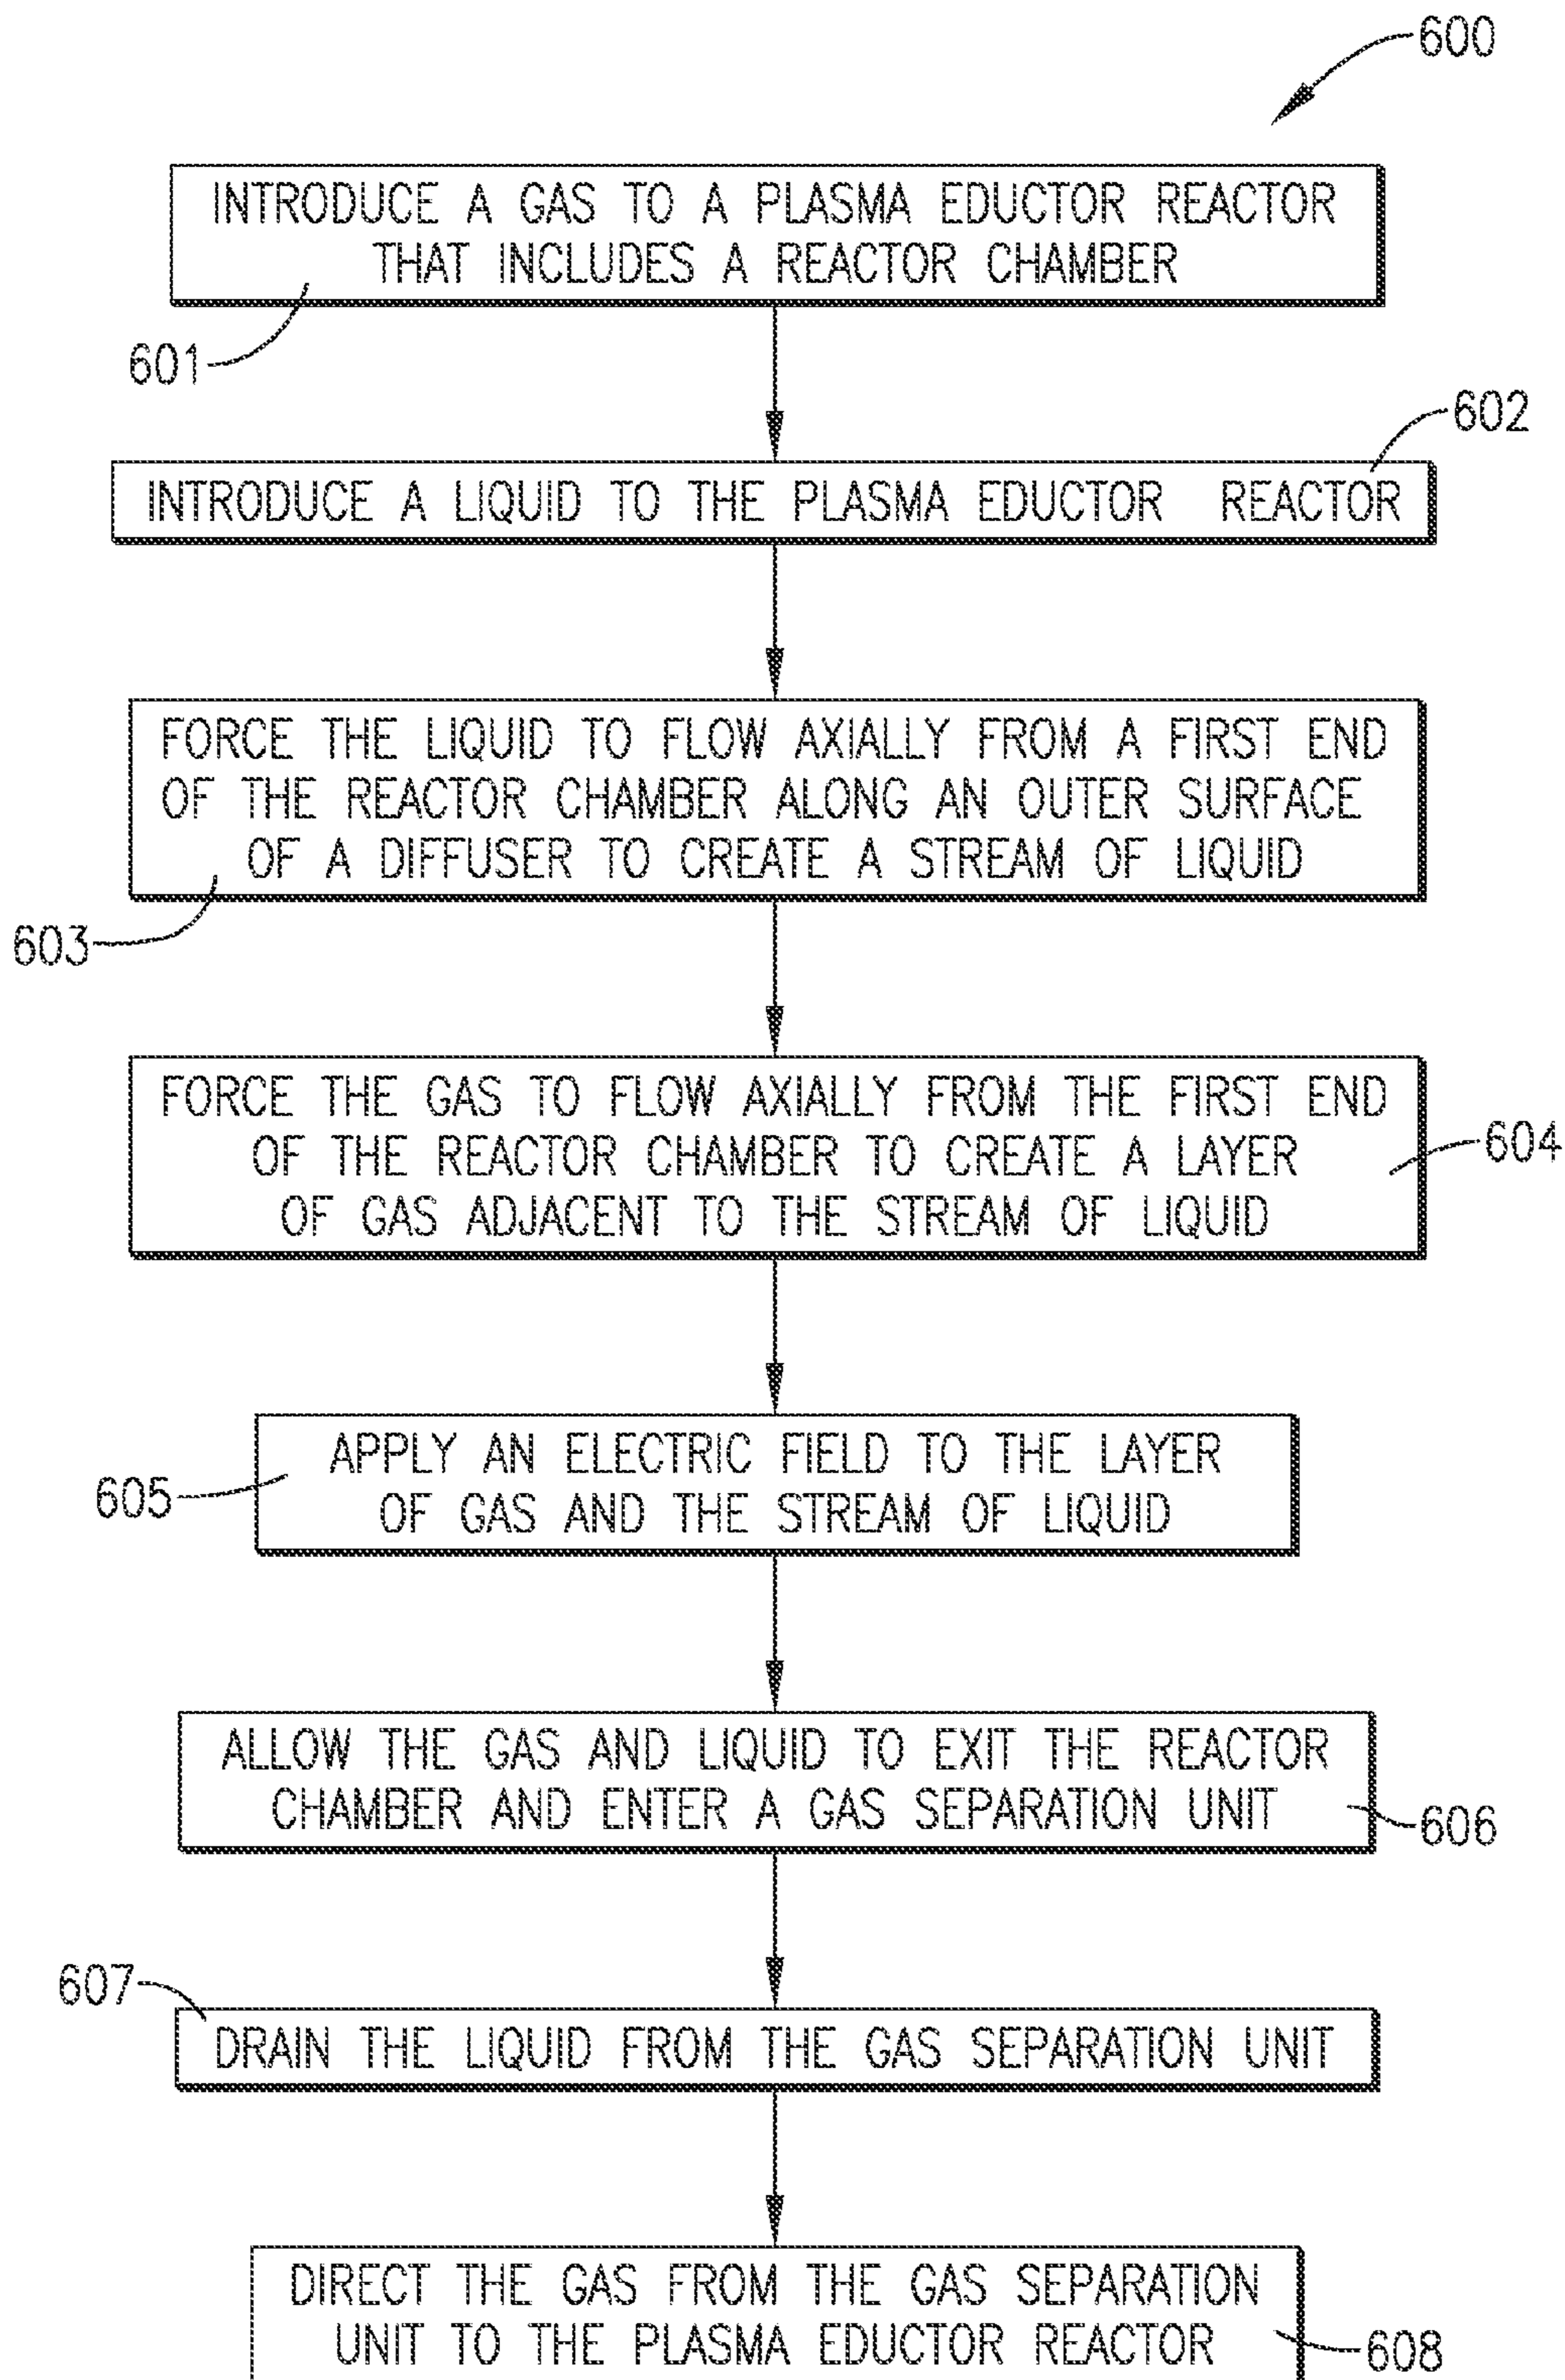 600
INTRODUCE A GAS TO A PLASMA EDUCTOR REACTOR
THAT INCLUDES A REACTOR CHAMBER
601
602
INTRODUCE A LIQUID TO THE PLASMA EDUCTOR REACTOR
FORCE THE LIQUID TO FLOW AXIALLY FROM A FIRST END
OF THE REACTOR CHAMBER ALONG AN OUTER SURFACE
OF A DIFFUSER TO CREATE A STREAM OF LIQUID
603
FORCE THE GAS TO FLOW AXIALLY FROM THE FIRST END
OF THE REACTOR CHAMBER TO CREATE A LAYER
OF GAS ADJACENT TO THE STREAM OF LIQUID
604
APPLY AN ELECTRIC FIELD TO THE LAYER
OF GAS AND THE STREAM OF LIQUID
605
ALLOW THE GAS AND LIQUID TO EXIT THE REACTOR
CHAMBER AND ENTER A GAS SEPARATION UNIT
606
607
DRAIN THE LIQUID FROM THE GAS SEPARATION UNIT
DIRECT THE GAS FROM THE GAS SEPARATION
UNIT TO THE PLASMA EDUCTOR REACTOR
608